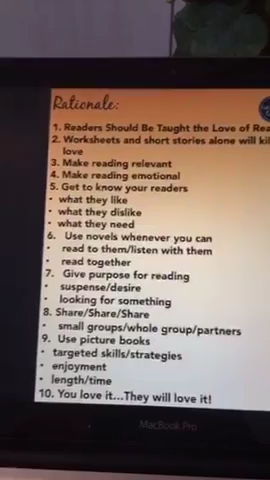 Rationale:
1. Readers Should Be Taught the Love of
2. Worksheets and short stories alone will
love
3. Make reading relevant
4. Make reading emotional
5. Get to know your readers
• what they like
• what they dislike
• what they need
6. Use novels whenever you can
• read to them/listen with them
• read together
7. Give purpose for reading
• suspense/desire
• looking for something
8. Share/Share/Share
• small groups/whole group/partners
9. Use picture books
• targeted skills/strategies
• enjoyment
• length/time
10. You love it...They will love it!
MacBook Pro